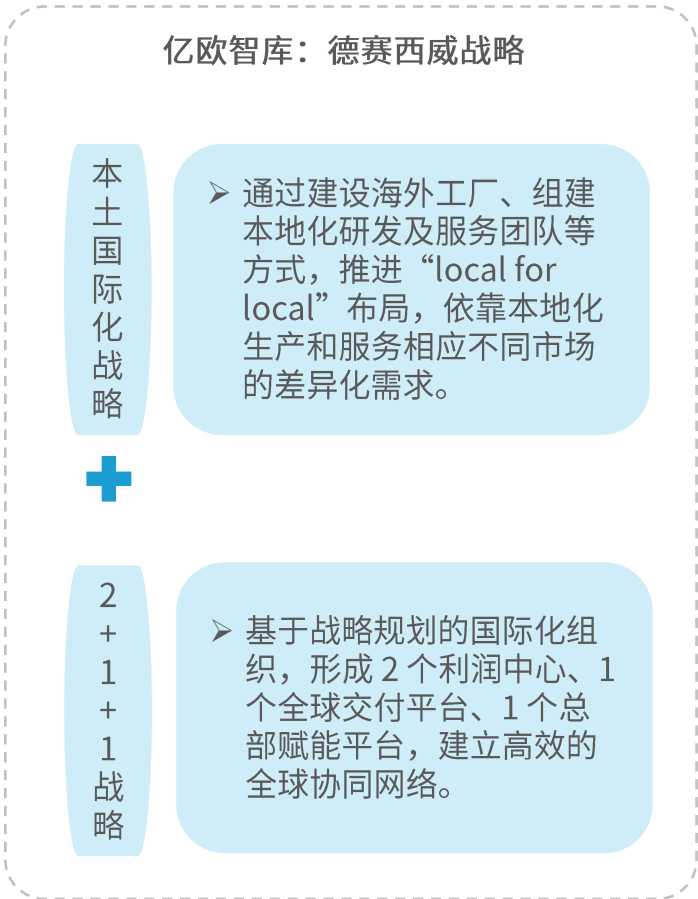 亿欧智库：德赛西威战略
本
土
国
际
化
战
略
➢ 通过建设海外工厂、组建
本地化研发及服务团队等
方式，推进“local for
local”布局，依靠本地化
生产和服务相应不同市场
的差异化需求。
2
+
1
+
1
战
略
➢ 基于战略规划的国际化组
织，形成 2 个利润中心、1
个全球交付平台、1 个总
部赋能平台，建立高效的
全球协同网络。